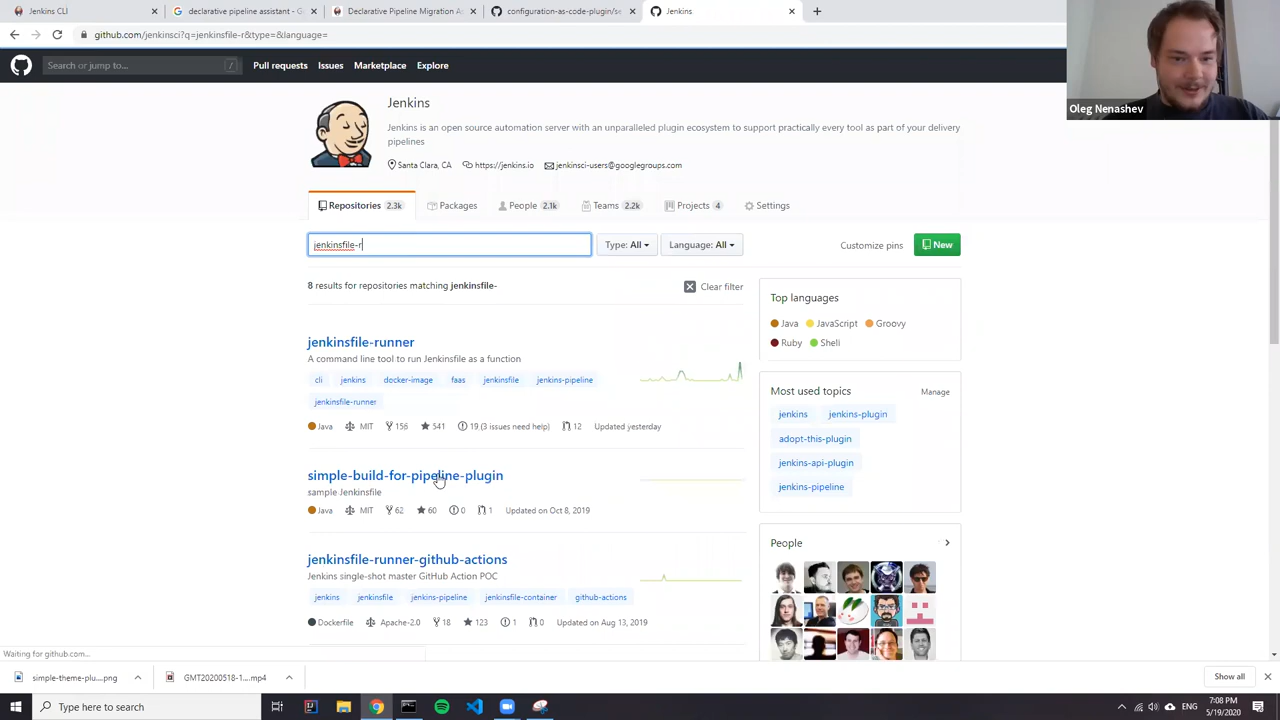 Jenkins CLI
declarative pipeline assistant - G
Declarative Pipeline Migration As
configuration-as-code-plugin/se
Jenkins
github.com/jenkinsci?q=jenkinsfile-r&type=&language=
Search or jump to...
/
Pull requests
Issues
Marketplace
Explore
Oleg Nenashev
Jenkins
Jenkins is an open source automation server with an unparalleled plugin ecosystem to support practically every tool as part of your delivery
pipelines
Santa Clara, CA
https://jenkins.io
jenkinsci-users@googlegroups.com
Repositories 2.3k
Packages
People 2.1k
Teams 2.2k
Projects 4
Settings
jenkinsfile-r
Type: All
Language: All
Customize pins
New
8 results for repositories matching jenkinsfile-
Clear filter
jenkinsfile-runner
A command line tool to run Jenkinsfile as a function
cli jenkins docker-image faas jenkinsfile jenkins-pipeline
jenkinsfile-runner
Java MIT 156 541 19 (3 issues need help) 12 Updated yesterday
simple-build-for-pipeline-plugin
sample Jenkinsfile
Java MIT 62 60 0 1 Updated on Oct 8, 2019
jenkinsfile-runner-github-actions
Jenkins single-shot master GitHub Action POC
jenkins jenkinsfile jenkins-pipeline jenkinsfile-container github-actions
Dockerfile Apache-2.0 18 123 1 0 Updated on Aug 13, 2019
Top languages
Java JavaScript Groovy
Ruby Shell
Most used topics
Manage
jenkins jenkins-plugin
adopt-this-plugin
jenkins-api-plugin
jenkins-pipeline
People
Waiting for github.com...
simple-theme-plu....png
GMT20200518-1....mp4
Show all
Type here to search
ENG
7:08 PM
5/19/2020